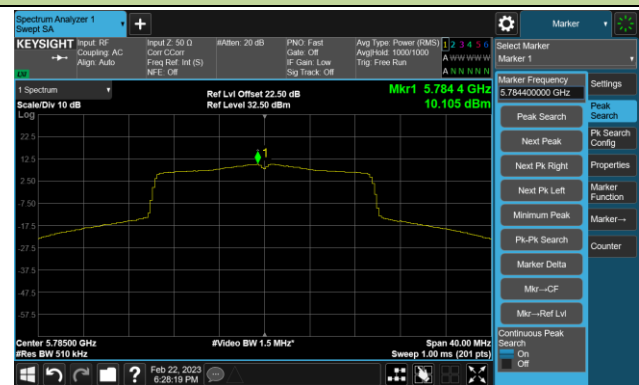 Spectrum Analyzer 1
Swept SA
Marker
KEYSIGHT
Input: RF
Coupling: AC
Align: Auto
Input Z: 50 Ω
Corr CCorr
Freq Ref: Int (S)
NFE: Off
#Atten: 20 dB
PNO: Fast
Gate: Off
IF Gain: Low
Sig Track: Off
Avg Type: Power (RMS)
Avg|Hold: 1000/1000
Trig: Free Run
1 2 3 4 5 6
A W W W W W
A N N N N N
Select Marker
Marker 1
LXI
1 Spectrum
Scale/Div 10 dB
Log
Ref Lvl Offset 22.50 dB
Ref Level 32.50 dBm
Mkr1 5.784 4 GHz
10.105 dBm
22.5
12.5
2.50
-7.50
-17.5
-27.5
-37.5
-47.5
-57.5
1
Center 5.78500 GHz
#Res BW 510 kHz
#Video BW 1.5 MHz*
Span 40.00 MHz
Sweep 1.00 ms (201 pts)
Marker Frequency
5.784400000 GHz
Peak Search
Next Peak
Next Pk Right
Next Pk Left
Minimum Peak
Pk-Pk Search
Marker Delta
Mkr→CF
Mkr→Ref Lvl
Continuous Peak
Search
On
Off
Settings
Peak
Search
Pk Search
Config
Properties
Marker
Function
Marker→
Counter
Feb 22, 2023
6:28:19 PM